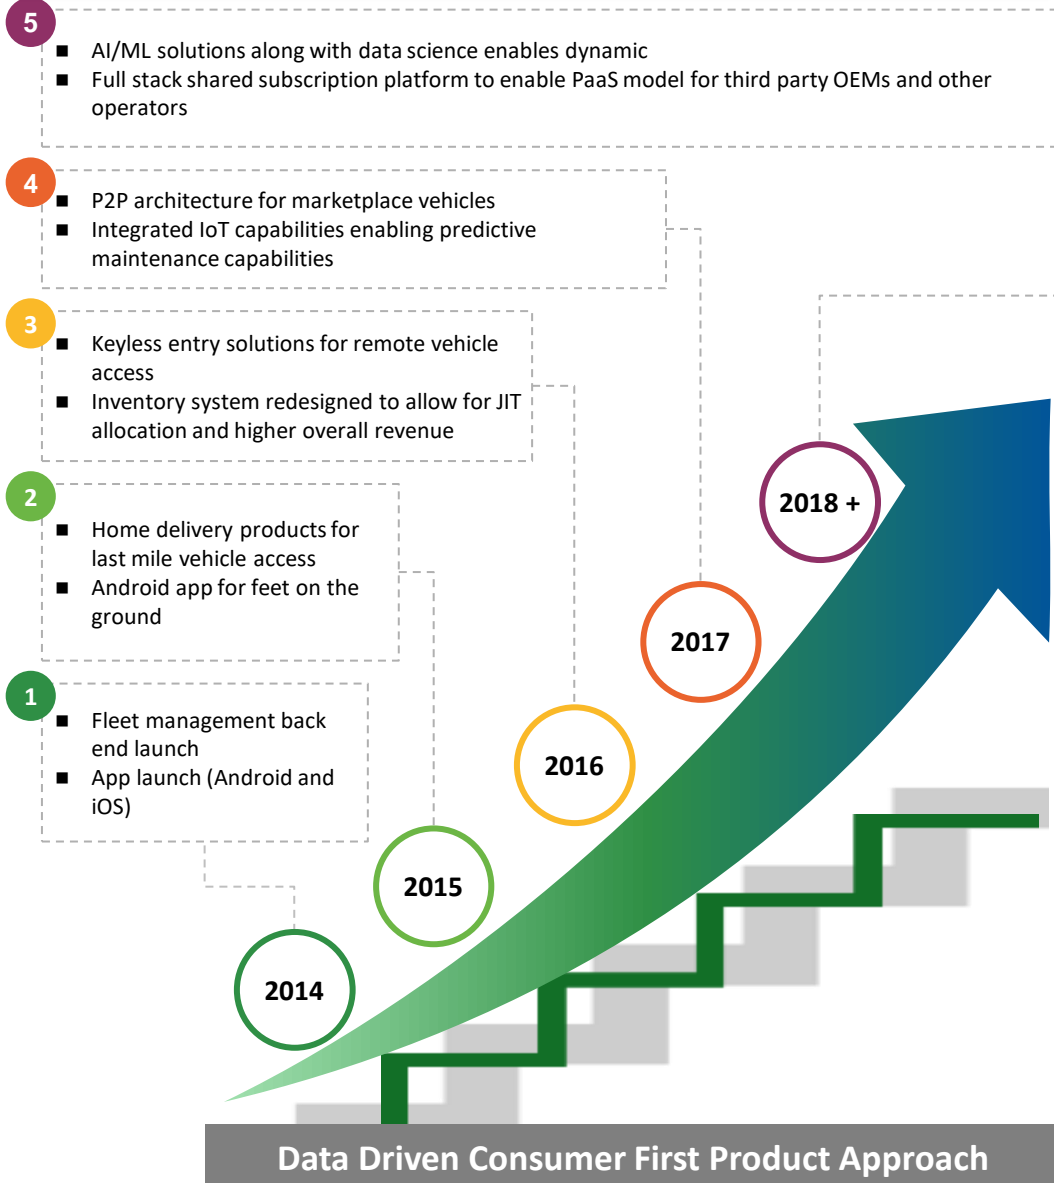 5
■ AI/ML solutions along with data science enables dynamic
■ Full stack shared subscription platform to enable PaaS model for third party OEMs and other
operators
4
■ P2P architecture for marketplace vehicles
■ Integrated IoT capabilities enabling predictive
maintenance capabilities
3
■ Keyless entry solutions for remote vehicle
access
■ Inventory system redesigned to allow for JIT
allocation and higher overall revenue
2
■ Home delivery products for
last mile vehicle access
■ Android app for feet on the
ground
1
■ Fleet management back
end launch
■ App launch (Android and
iOS)
2018 +
2017
2016
2015
2014
Data Driven Consumer First Product Approach